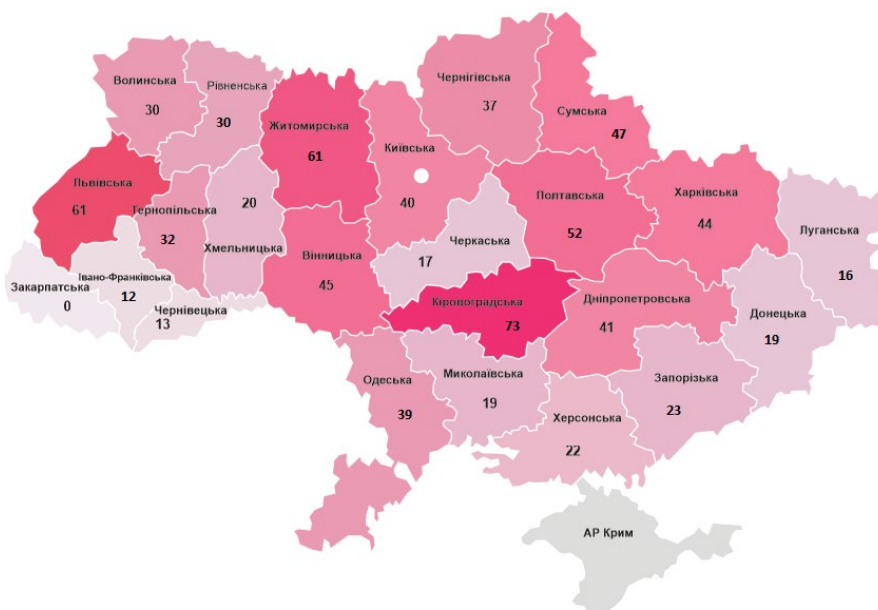 Чернігівська
37
Волинська
30
Рівненська
30
Житомирська
61
Сумська
47
Київська
40
Львівська
61
Тернопільська
32
20
Хмельницька
Вінницька
45
Черкаська
17
Полтавська
52
Харківська
44
Луганська
16
Закарпатська
0
Івано-Франківська
12
Чернівецька
13
Кіровоградська
73
Дніпропетровська
41
Донецька
19
Одеська
39
Миколаївська
19
Херсонська
22
Запорізька
23
АР Крим